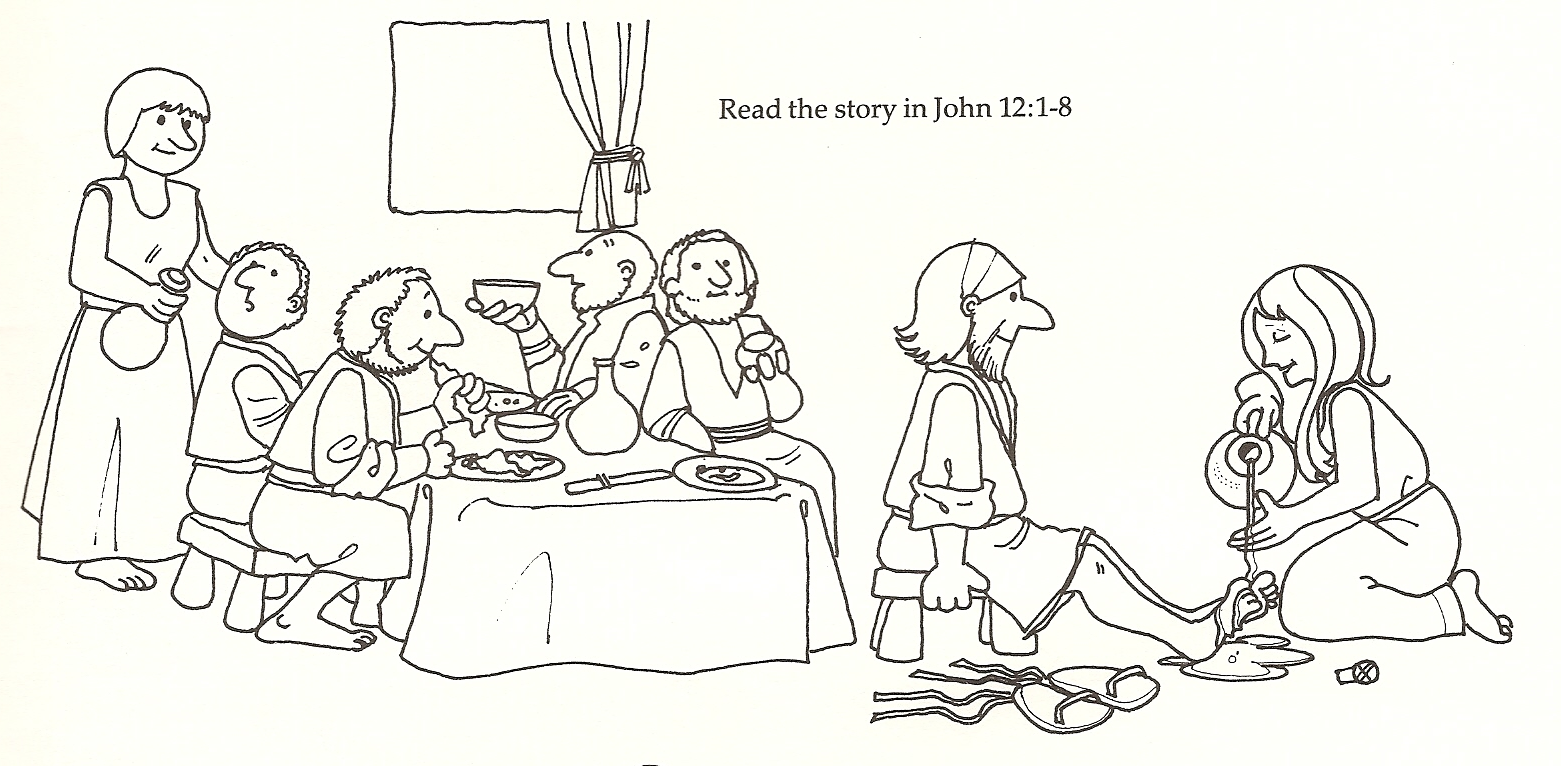 Read the story in John 12:1-8